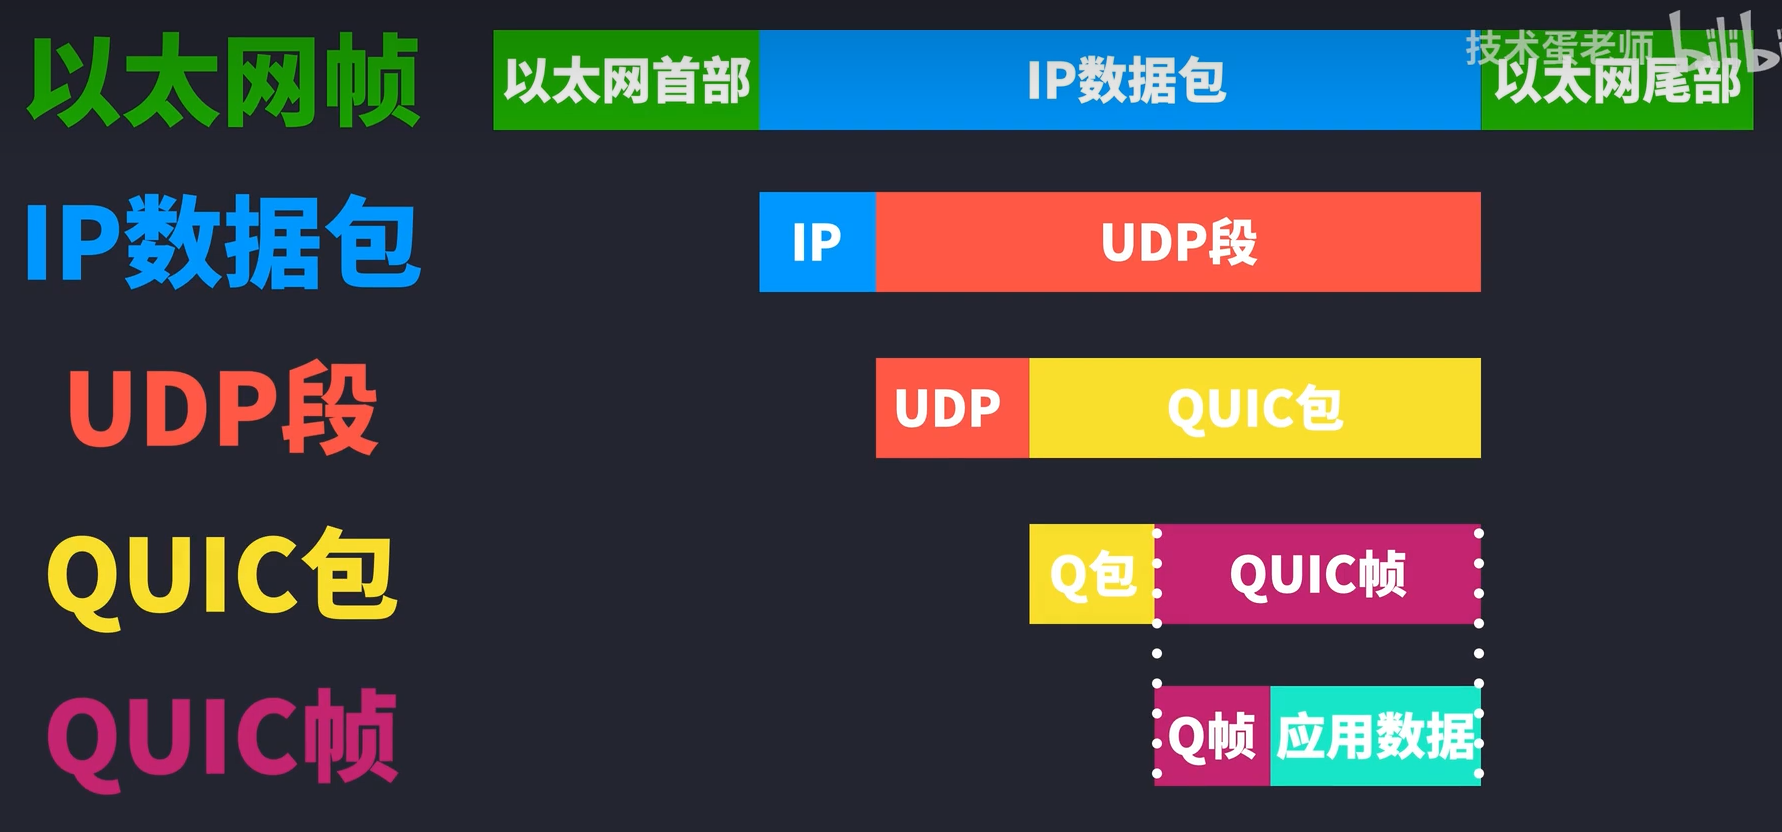 技术蛋老师 bilib
以太网帧 以太网首部 IP数据包 以太网尾部
IP数据包 IP UDP段
UDP段 UDP QUIC包
QUIC包 Q包 QUIC帧
QUIC帧 Q帧 应用数据